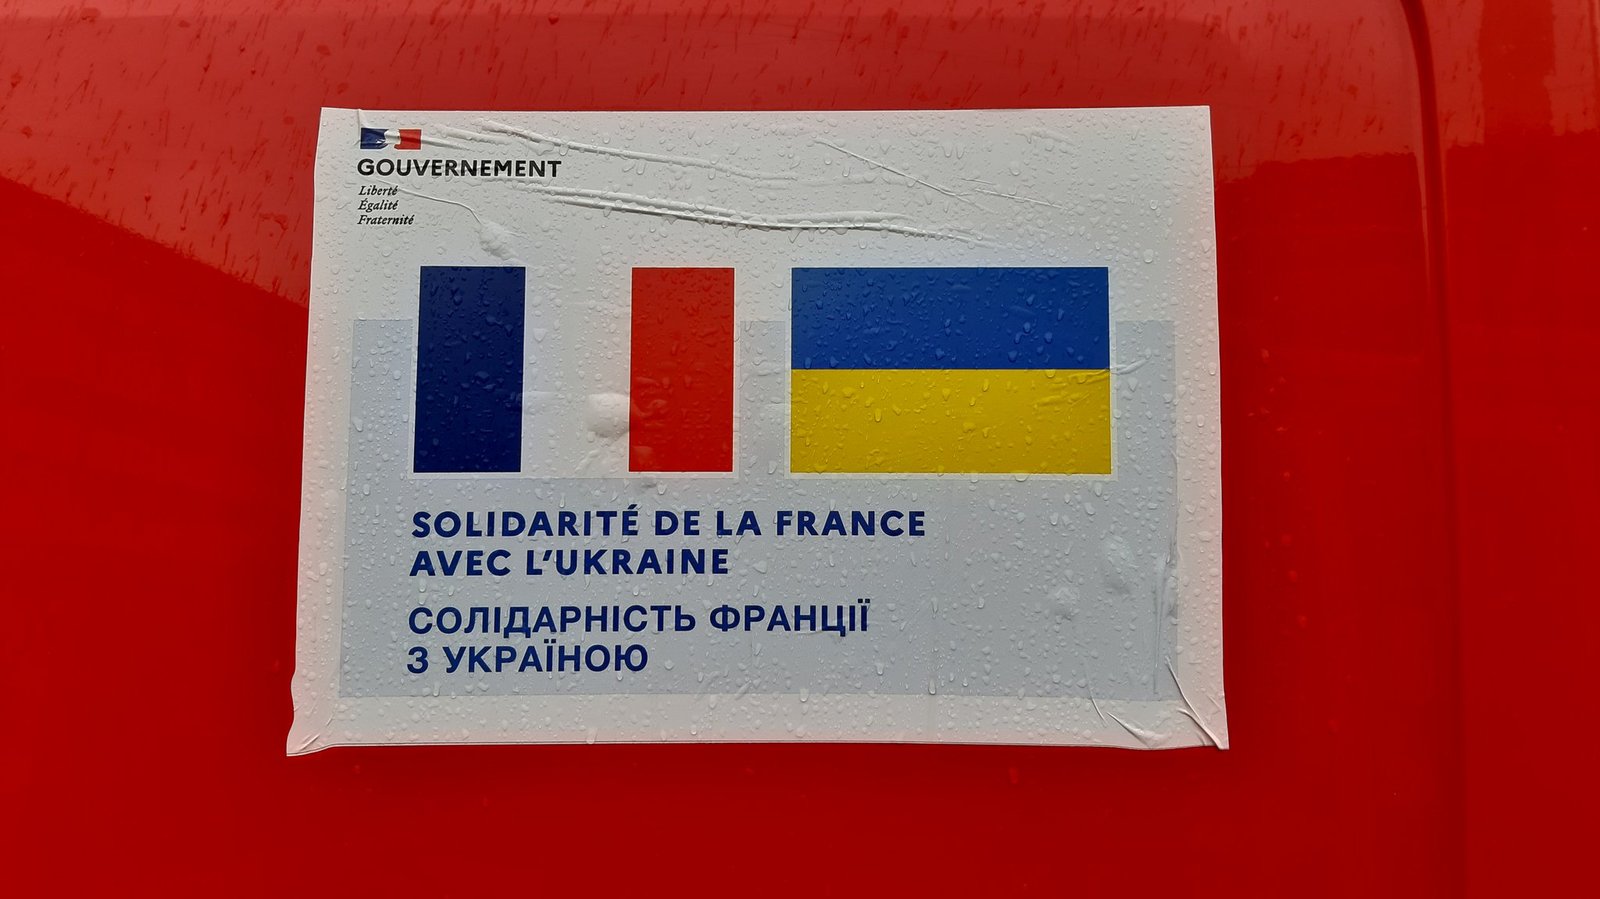 GOUVERNEMENT
Liberté
Égalité
Fraternité
SOLIDARITÉ DE LA FRANCE
AVEC L’UKRAINE
СОЛІДАРНІСТЬ ФРАНЦІЇ
З УКРАЇНОЮ